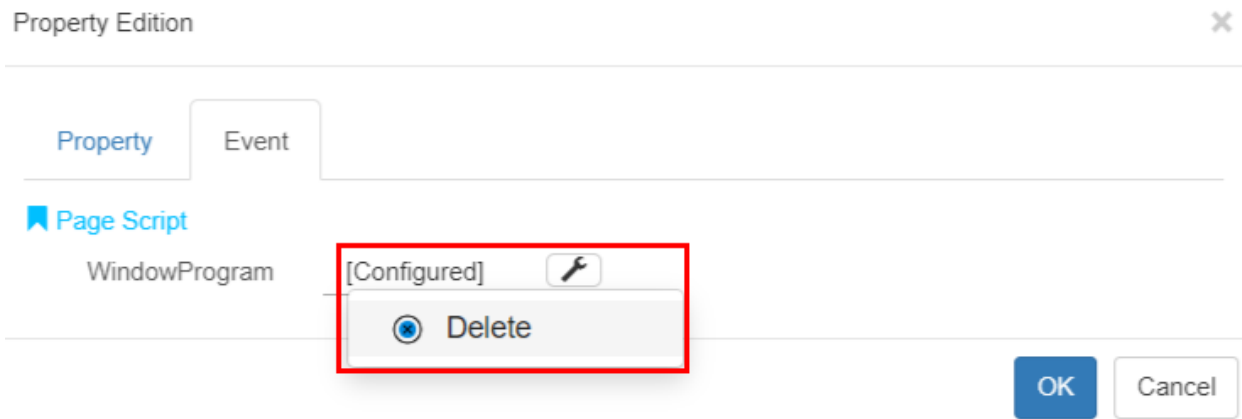 Property Edition
Property Event
Page Script
WindowProgram [Configured]
Delete
OK Cancel